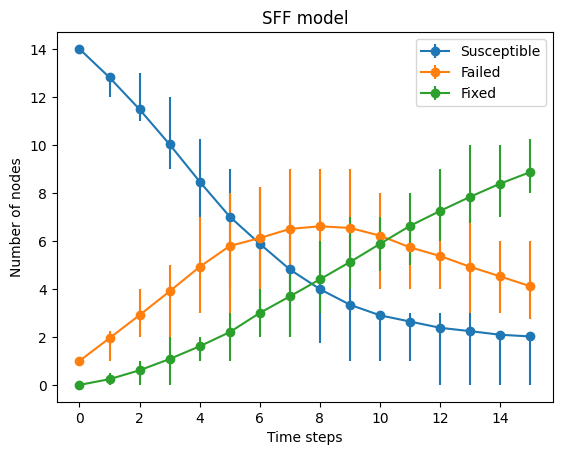 SFF model
Susceptible
Failed
Fixed
Number of nodes
14
12
10
8
6
4
2
0
0 2 4 6 8 10 12 14
Time steps